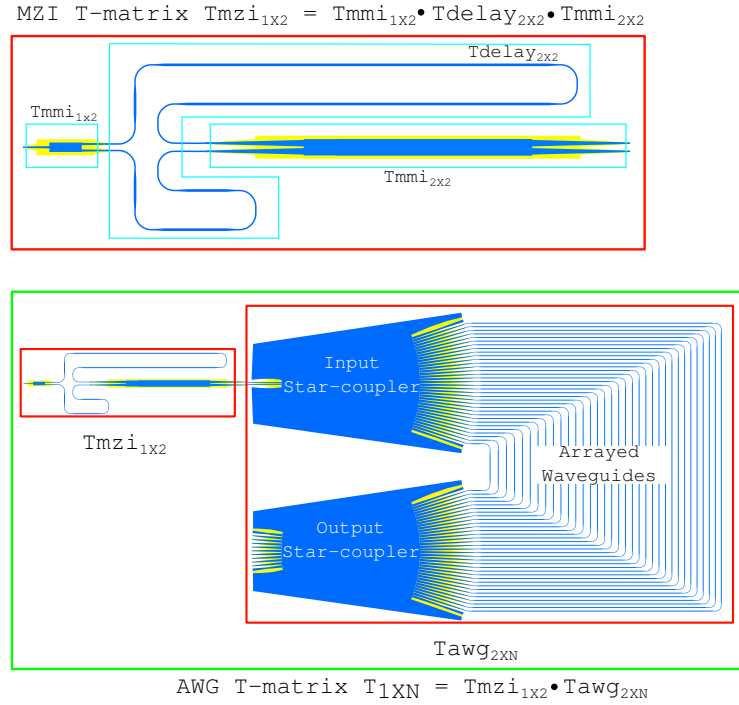 MZI T-matrix Tmzi₁ₓ₂ = Tmmi₁ₓ₂•Tdelay₂ₓ₂•Tmmi₂ₓ₂
Tdelay₂ₓ₂
Tmmi₁ₓ₂
Tmmi₂ₓ₂
Input
Star-coupler
Tmzi₁ₓ₂
Arrayed
Waveguides
Output
Star-coupler
Tawg₂XN
AWG T-matrix T₁XN = Tmzi₁ₓ₂•Tawg₂XN